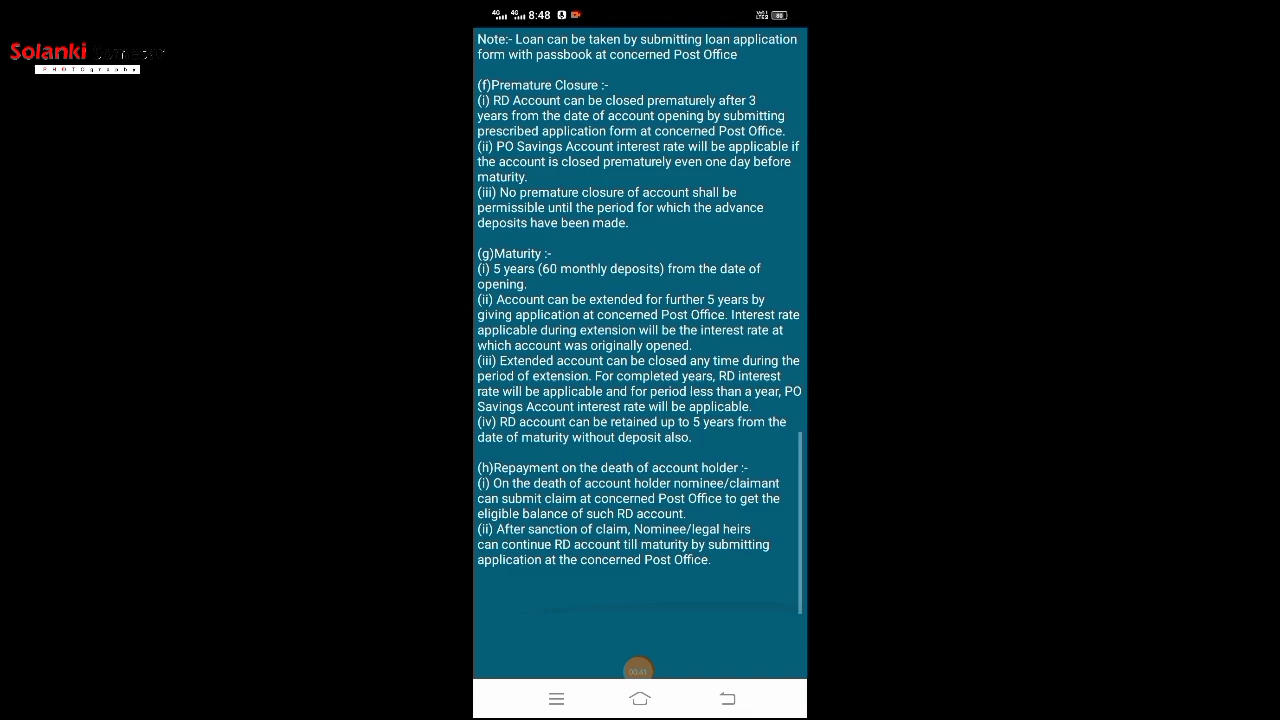 Solanki
PHOTOgraphy
4G 4G 8:48
80
Note:- Loan can be taken by submitting loan application
form with passbook at concerned Post Office
(f)Premature Closure :-
(i) RD Account can be closed prematurely after 3
years from the date of account opening by submitting
prescribed application form at concerned Post Office.
(ii) PO Savings Account interest rate will be applicable if
the account is closed prematurely even one day before
maturity.
(iii) No premature closure of account shall be
permissible until the period for which the advance
deposits have been made.
(g)Maturity :-
(i) 5 years (60 monthly deposits) from the date of
opening.
(ii) Account can be extended for further 5 years by
giving application at concerned Post Office. Interest rate
applicable during extension will be the interest rate at
which account was originally opened.
(iii) Extended account can be closed any time during the
period of extension. For completed years, RD interest
rate will be applicable and for period less than a year, PO
Savings Account interest rate will be applicable.
(iv) RD account can be retained up to 5 years from the
date of maturity without deposit also.
(h)Repayment on the death of account holder :-
(i) On the death of account holder nominee/claimant
can submit claim at concerned Post Office to get the
eligible balance of such RD account.
(ii) After sanction of claim, Nominee/legal heirs
can continue RD account till maturity by submitting
application at the concerned Post Office.
00:41